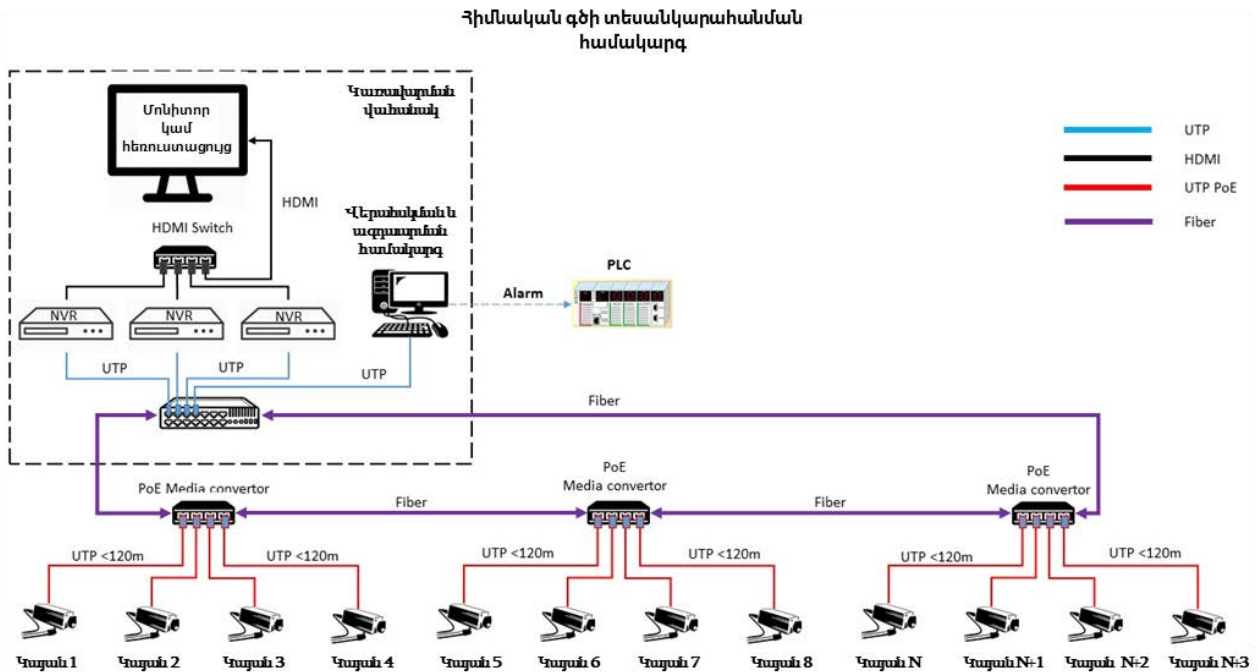 Հիմնական գծի տեսանկարահանման
համակարգ
Մոնիտոր
կամ
հեռուստացույց
Կառավարման
վահանակ
HDMI
HDMI Switch
Վերահսկման և
ազդարարման
համակարգ
NVR
NVR
NVR
Alarm
PLC
UTP
HDMI
UTP PoE
Fiber
UTP
UTP
UTP
Fiber
PoE Media convertor
Fiber
PoE
Media convertor
Fiber
PoE
Media convertor
UTP <120m
UTP <120m
UTP <120m
UTP <120m
UTP <120m
UTP <120m
Կայան 1
Կայան 2
Կայան 3
Կայան 4
Կայան 5
Կայան 6
Կայան 7
Կայան 8
Կայան N
Կայան N+1
Կայան N+2
Կայան N+3